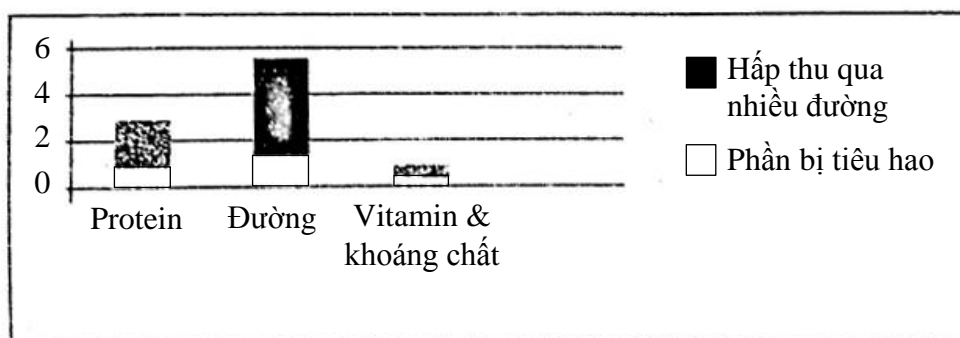 6
4
2
0
Protein
Đường
Vitamin &
khoáng chất
Hấp thu qua
nhiều đường
Phần bị tiêu hao